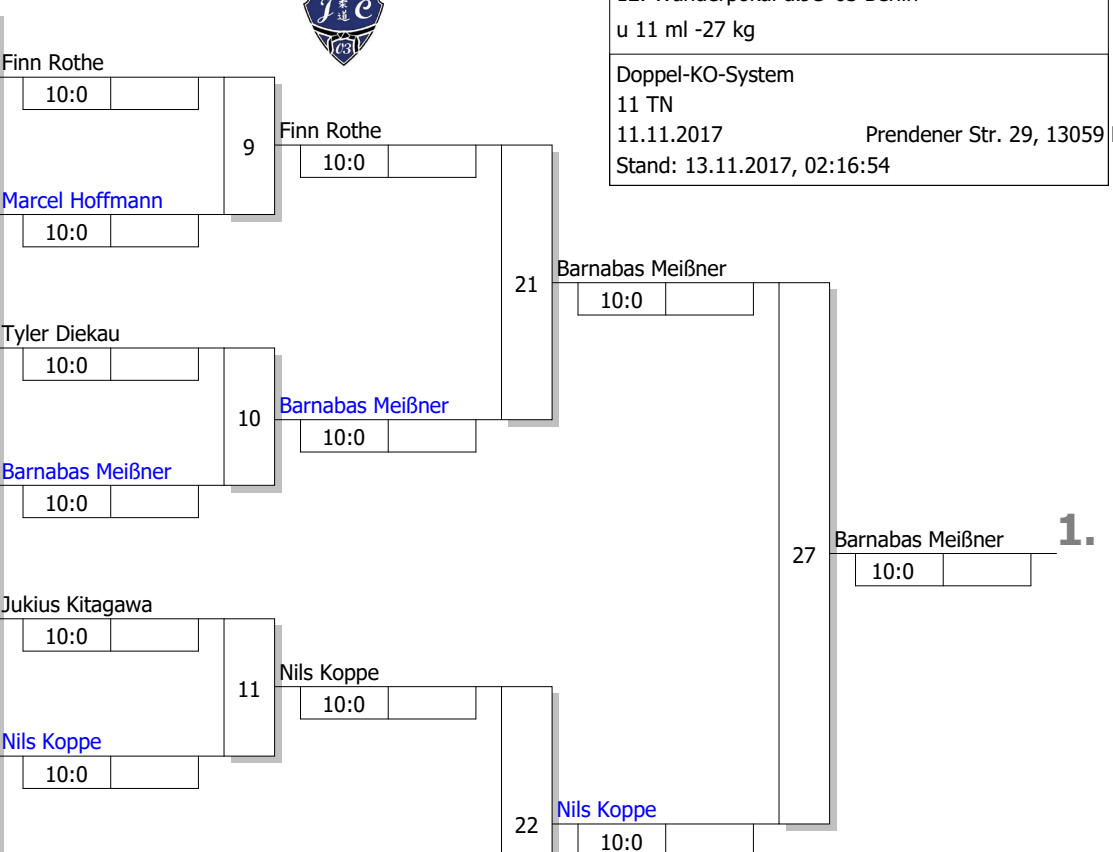 J C
柔
道
03
u 11 ml -27 kg
Doppel-KO-System
11 TN
11.11.2017 Prendener Str. 29, 13059
Stand: 13.11.2017, 02:16:54
Finn Rothe
10:0
9
Finn Rothe
10:0
Marcel Hoffmann
10:0
21
Barnabas Meißner
10:0
Tyler Diekau
10:0
10
Barnabas Meißner
10:0
Barnabas Meißner
10:0
27
Barnabas Meißner
10:0
1.
Jukius Kitagawa
10:0
11
Nils Koppe
10:0
Nils Koppe
10:0
22
Nils Koppe
10:0